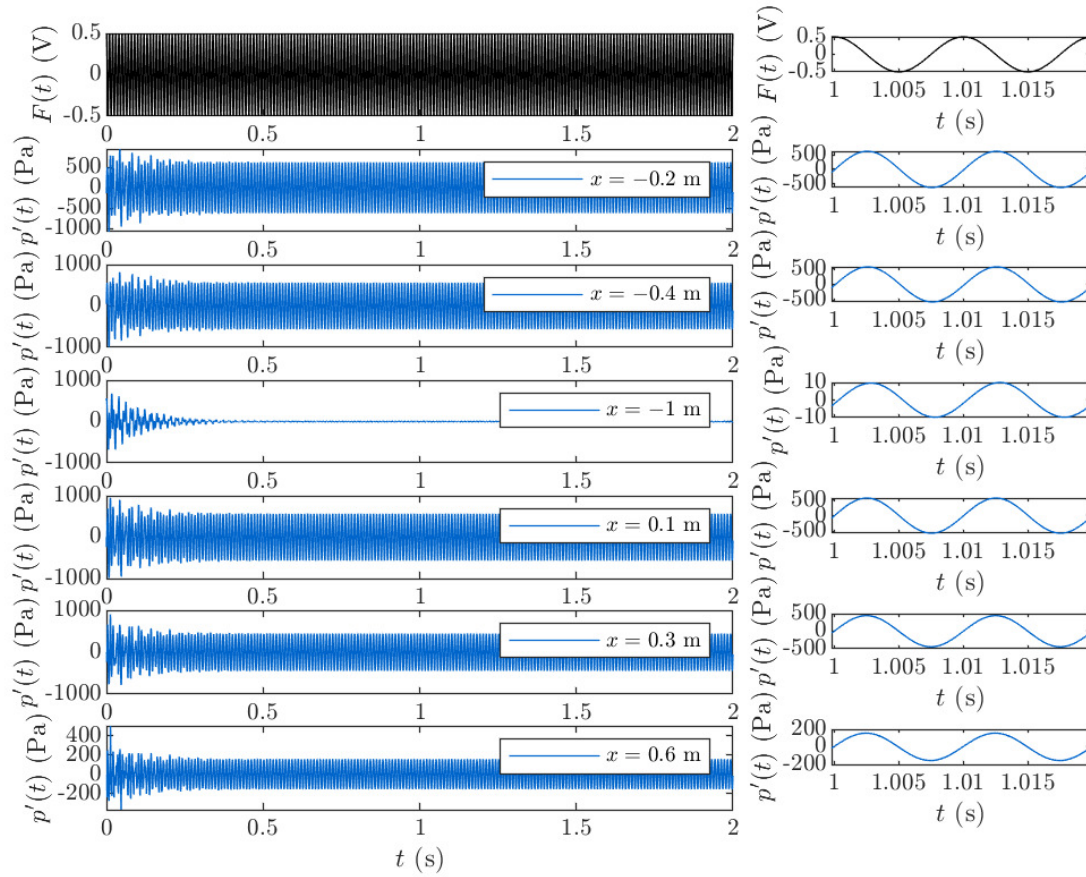 F(t) (V)
0.5
0
-0.5
0 0.5 1 1.5 2
p′(t) (Pa)
500
0
-500
-1000
x = −0.2 m
0 0.5 1 1.5 2
p′(t) (Pa)
1000
0
-1000
x = −0.4 m
0 0.5 1 1.5 2
p′(t) (Pa)
1000
0
-1000
x = −1 m
0 0.5 1 1.5 2
p′(t) (Pa)
1000
0
-1000
x = 0.1 m
0 0.5 1 1.5 2
p′(t) (Pa)
1000
0
-1000
x = 0.3 m
0 0.5 1 1.5 2
p′(t) (Pa)
400
200
0
-200
x = 0.6 m
0 0.5 1 1.5 2
t (s)
F(t) (V)
0.5
0
-0.5
1 1.005 1.01 1.015
t (s)
p′(t) (Pa)
500
0
-500
1 1.005 1.01 1.015
t (s)
p′(t) (Pa)
500
0
-500
1 1.005 1.01 1.015
t (s)
p′(t) (Pa)
10
0
-10
1 1.005 1.01 1.015
t (s)
p′(t) (Pa)
500
0
-500
1 1.005 1.01 1.015
t (s)
p′(t) (Pa)
500
0
-500
1 1.005 1.01 1.015
t (s)
p′(t) (Pa)
200
0
-200
1 1.005 1.01 1.015
t (s)